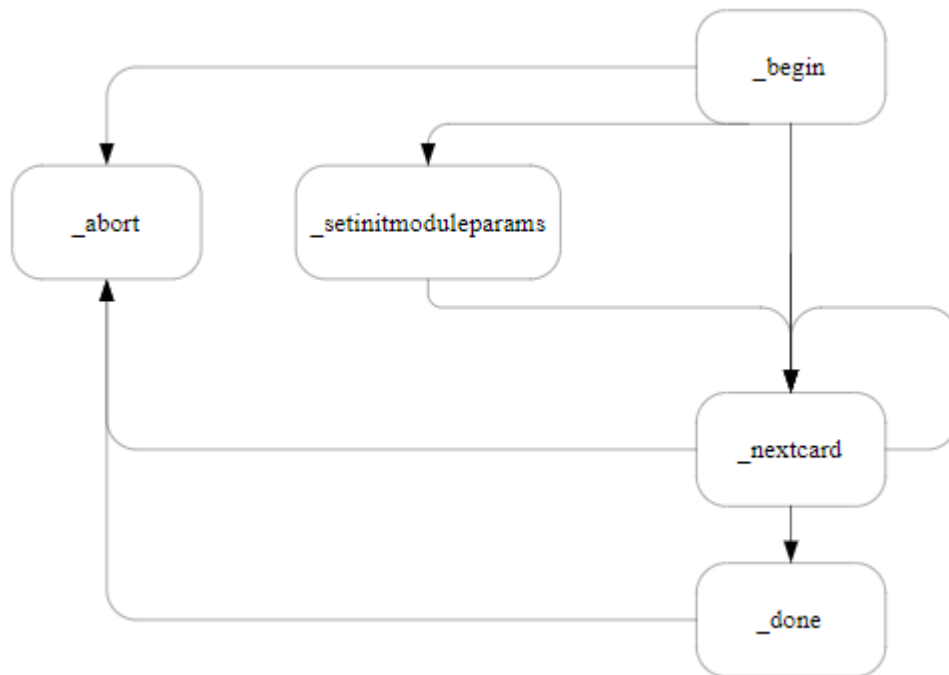 _begin
_abort
_setinitmoduleparams
_nextcard
_done